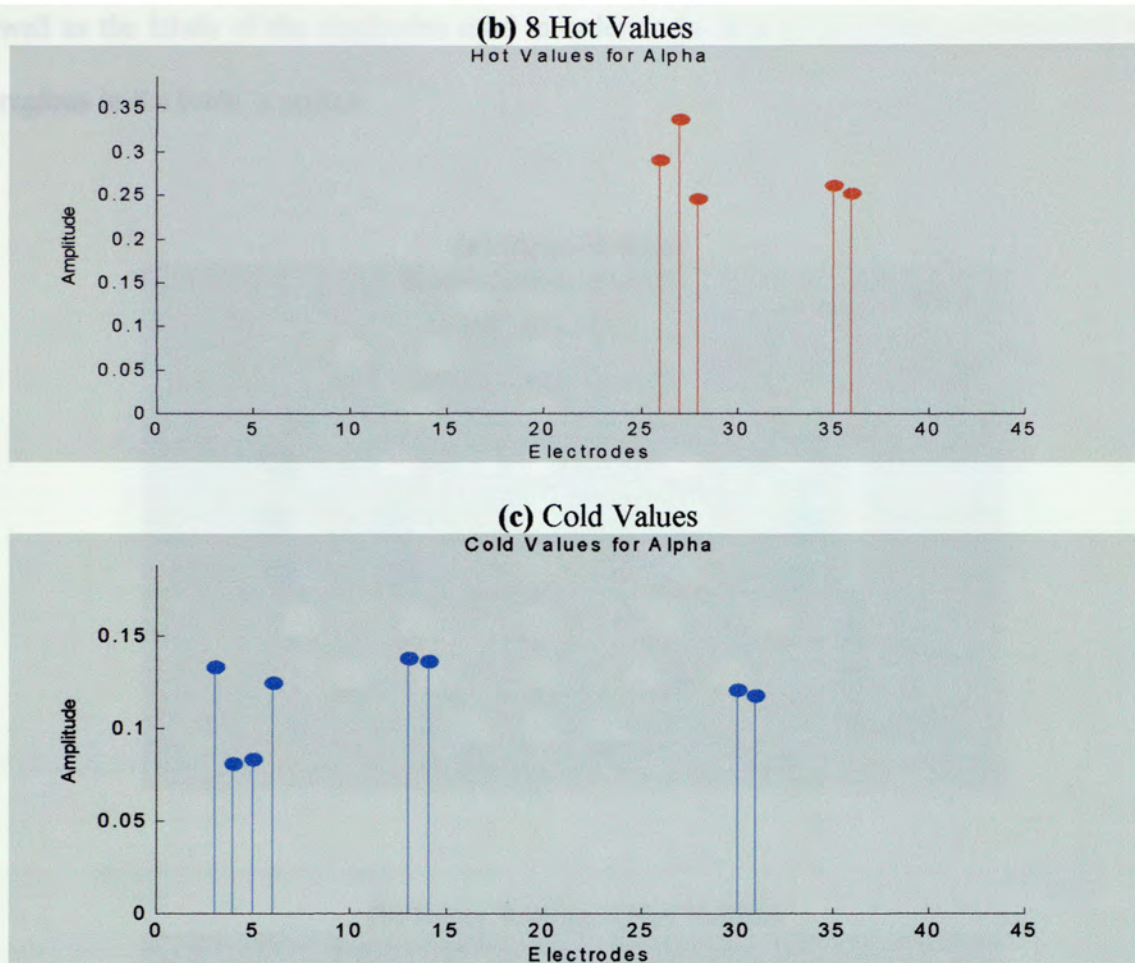 (b) 8 Hot Values
Hot Values for Alpha
0.35
0.3
0.25
0.2
0.15
0.1
0.05
0
Amplitude
0 5 10 15 20 25 30 35 40 45
Electrodes
(c) Cold Values
Cold Values for Alpha
0.15
0.1
0.05
0
Amplitude
0 5 10 15 20 25 30 35 40 45
Electrodes